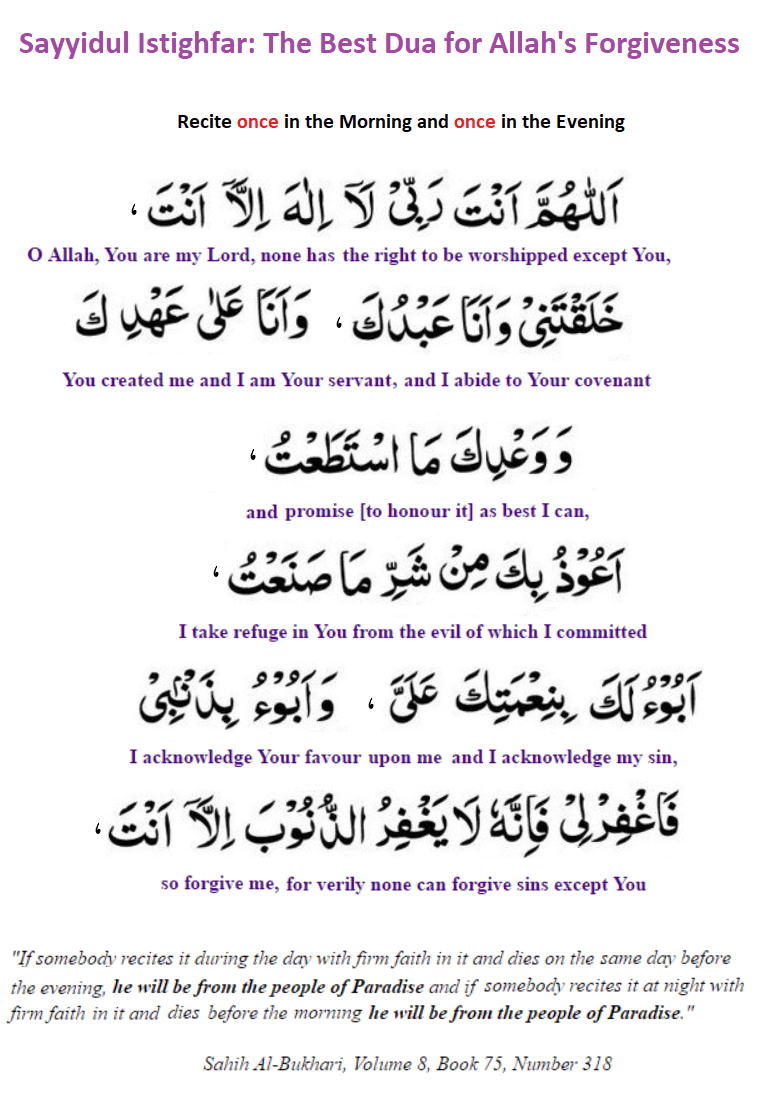 Sayyidul Istighfar: The Best Dua for Allah's Forgiveness
Recite once in the Morning and once in the Evening
اَللّٰهُمَّ اَنْتَ رَبِّیْ لَآ اِلٰهَ اِلَّآ اَنْتَ ،
O Allah, You are my Lord, none has the right to be worshipped except You,
خَلَقْتَنِیْ وَاَنَا عَبْدُكَ ، وَاَنَا عَلٰی عَهْدِ كَ
You created me and I am Your servant, and I abide to Your covenant
وَ وَعْدِكَ مَا اسْتَطَعْتُ ،
and promise [to honour it] as best I can,
اَعُوْذُ بِكَ مِنْ شَرِّ مَا صَنَعْتُ ،
I take refuge in You from the evil of which I committed
اَبُوْٓءُ لَكَ بِنِعْمَتِكَ عَلَیَّ ، وَ اَبُوْٓءُ بِذَنْۢبِیْ
I acknowledge Your favour upon me and I acknowledge my sin,
فَاغْفِرْلِیْ فَاِنَّهٗ لَا یَغْفِرُ الذُّنُوْبَ اِلَّآ اَنْتَ ،
so forgive me, for verily none can forgive sins except You
"If somebody recites it during the day with firm faith in it and dies on the same day before
the evening, he will be from the people of Paradise and if somebody recites it at night with
firm faith in it and dies before the morning he will be from the people of Paradise."
Sahih Al-Bukhari, Volume 8, Book 75, Number 318